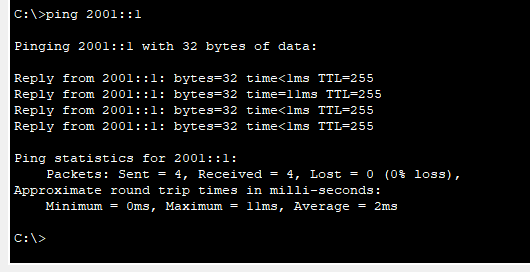 C:\>ping 2001::1
Pinging 2001::1 with 32 bytes of data:
Reply from 2001::1: bytes=32 time<1ms TTL=255
Reply from 2001::1: bytes=32 time=11ms TTL=255
Reply from 2001::1: bytes=32 time<1ms TTL=255
Reply from 2001::1: bytes=32 time<1ms TTL=255
Ping statistics for 2001::1:
Packets: Sent = 4, Received = 4, Lost = 0 (0% loss),
Approximate round trip times in milli-seconds:
Minimum = 0ms, Maximum = 11ms, Average = 2ms
C:\>